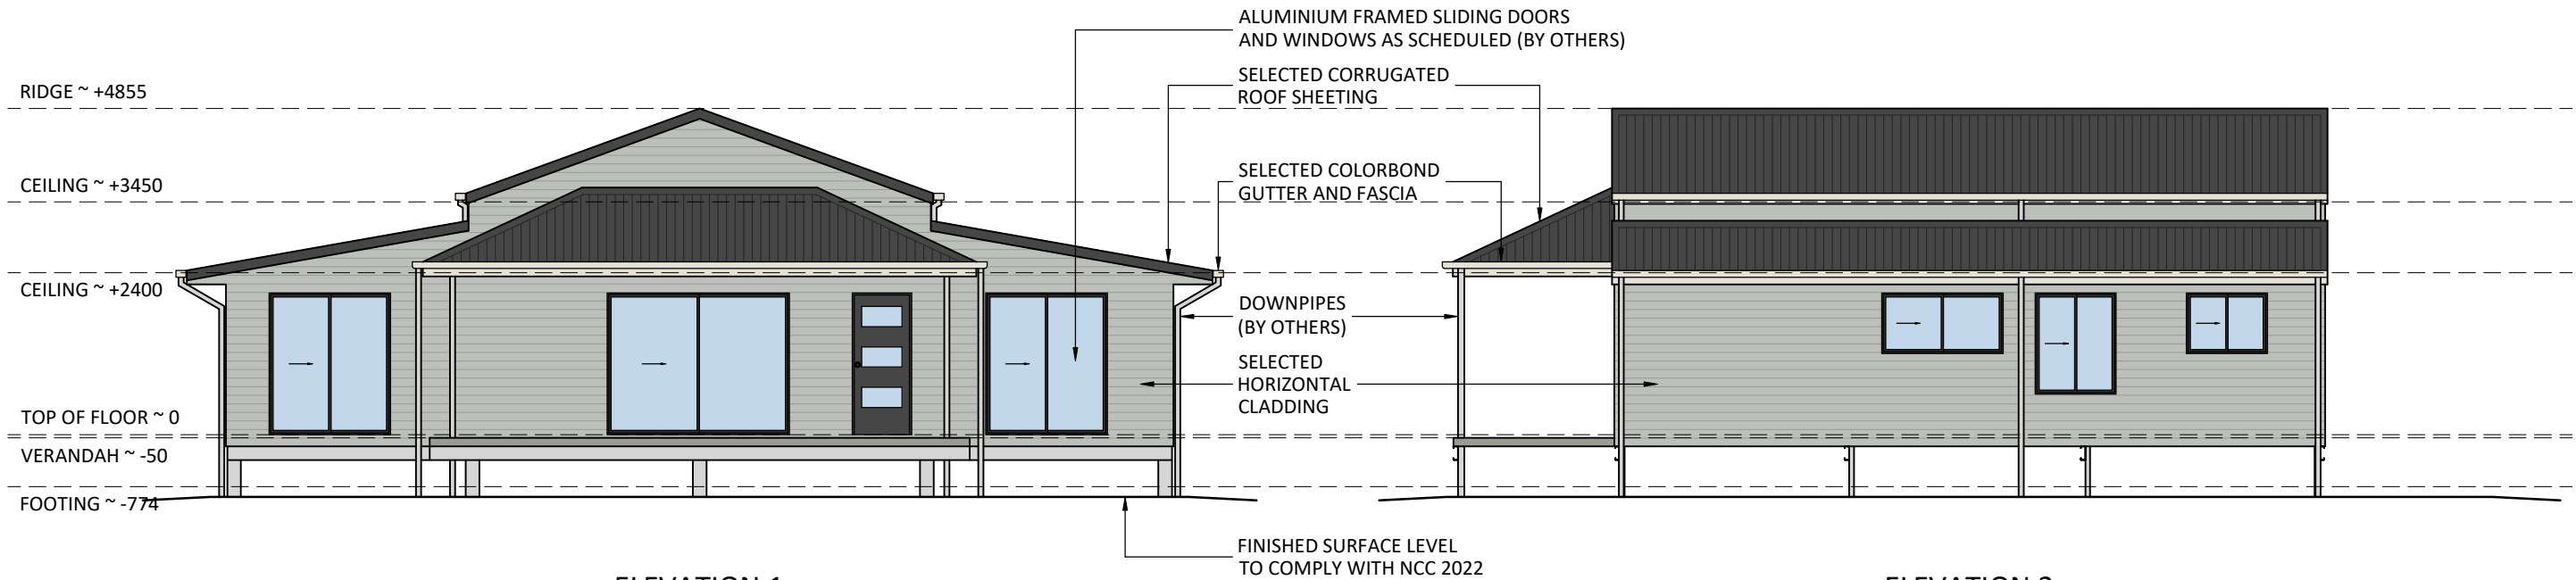 ALUMINIUM FRAMED SLIDING DOORS
AND WINDOWS AS SCHEDULED (BY OTHERS)
SELECTED CORRUGATED
ROOF SHEETING
RIDGE ~ +4855
SELECTED COLORBOND
GUTTER AND FASCIA
CEILING ~ +3450
CEILING ~ +2400
DOWNPIPES
(BY OTHERS)
SELECTED
HORIZONTAL
CLADDING
TOP OF FLOOR ~ 0
VERANDAH ~ -50
FOOTING ~ -774
FINISHED SURFACE LEVEL
TO COMPLY WITH NCC 2022
ELEVATION 1